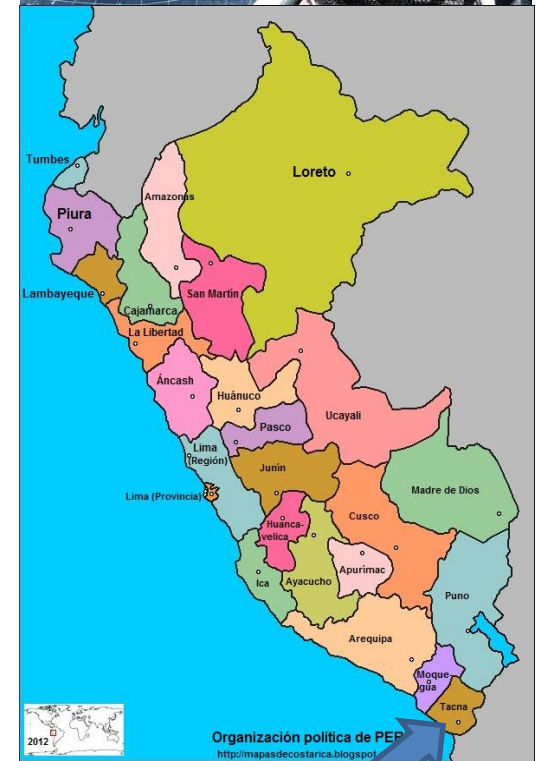 Tumbes
Loreto
Amazonas
Piura
Lambayeque
San Martín
Cajamarca
La Libertad
Áncash
Huánuco
Ucayali
Pasco
Lima
(Región)
Junín
Lima (Provincia)
Madre de Dios
Huanca-
velica
Cusco
Ica
Ayacucho
Apurimac
Puno
Arequipa
Moque
gua
Tacna
2012
Organización política de PER
http://mapasdecostarica.blogspot